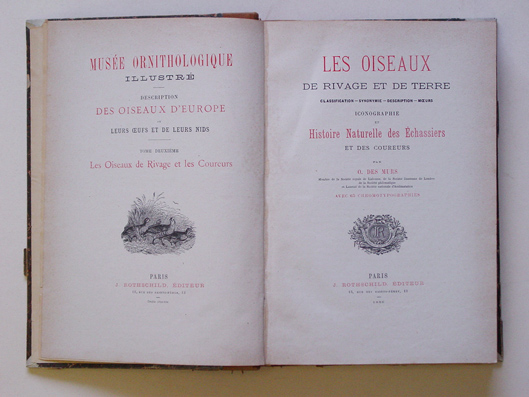 MUSÉE ORNITHOLOGIQUE
ILLUSTRÉ
DESCRIPTION
DES OISEAUX D'EUROPE
DE
LEURS ŒUFS ET DE LEURS NIDS
TOME DEUXIÈME
Les Oiseaux de Rivage et les Coureurs
PARIS
J. ROTHSCHILD, ÉDITEUR
LES OISEAUX
DE RIVAGE ET DE TERRE
CLASSIFICATION – SYNONYMIE – DESCRIPTION – MŒURS
ICONOGRAPHIE
ET
Histoire Naturelle des Échassiers
ET DES COUREURS
PAR
O. DES MURS
PARIS
J. ROTHSCHILD, ÉDITEUR